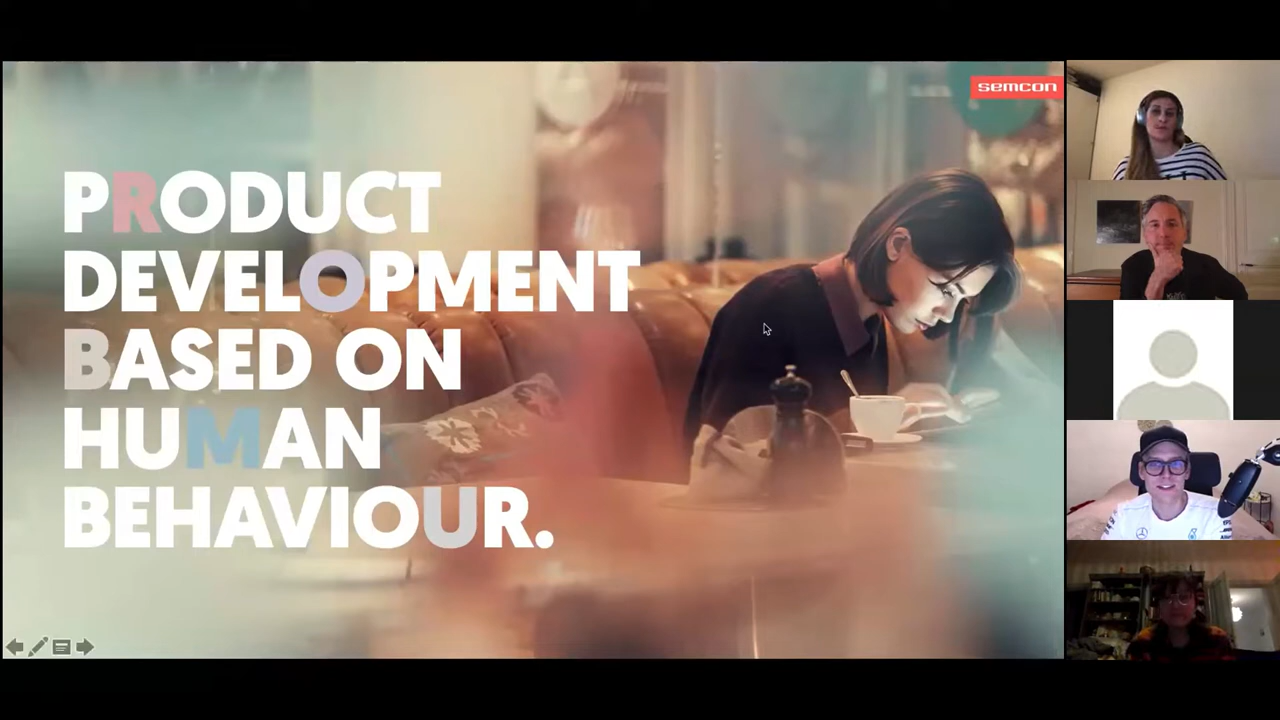 semcon
PRODUCT
DEVELOPMENT
BASED ON
HUMAN
BEHAVIOUR.